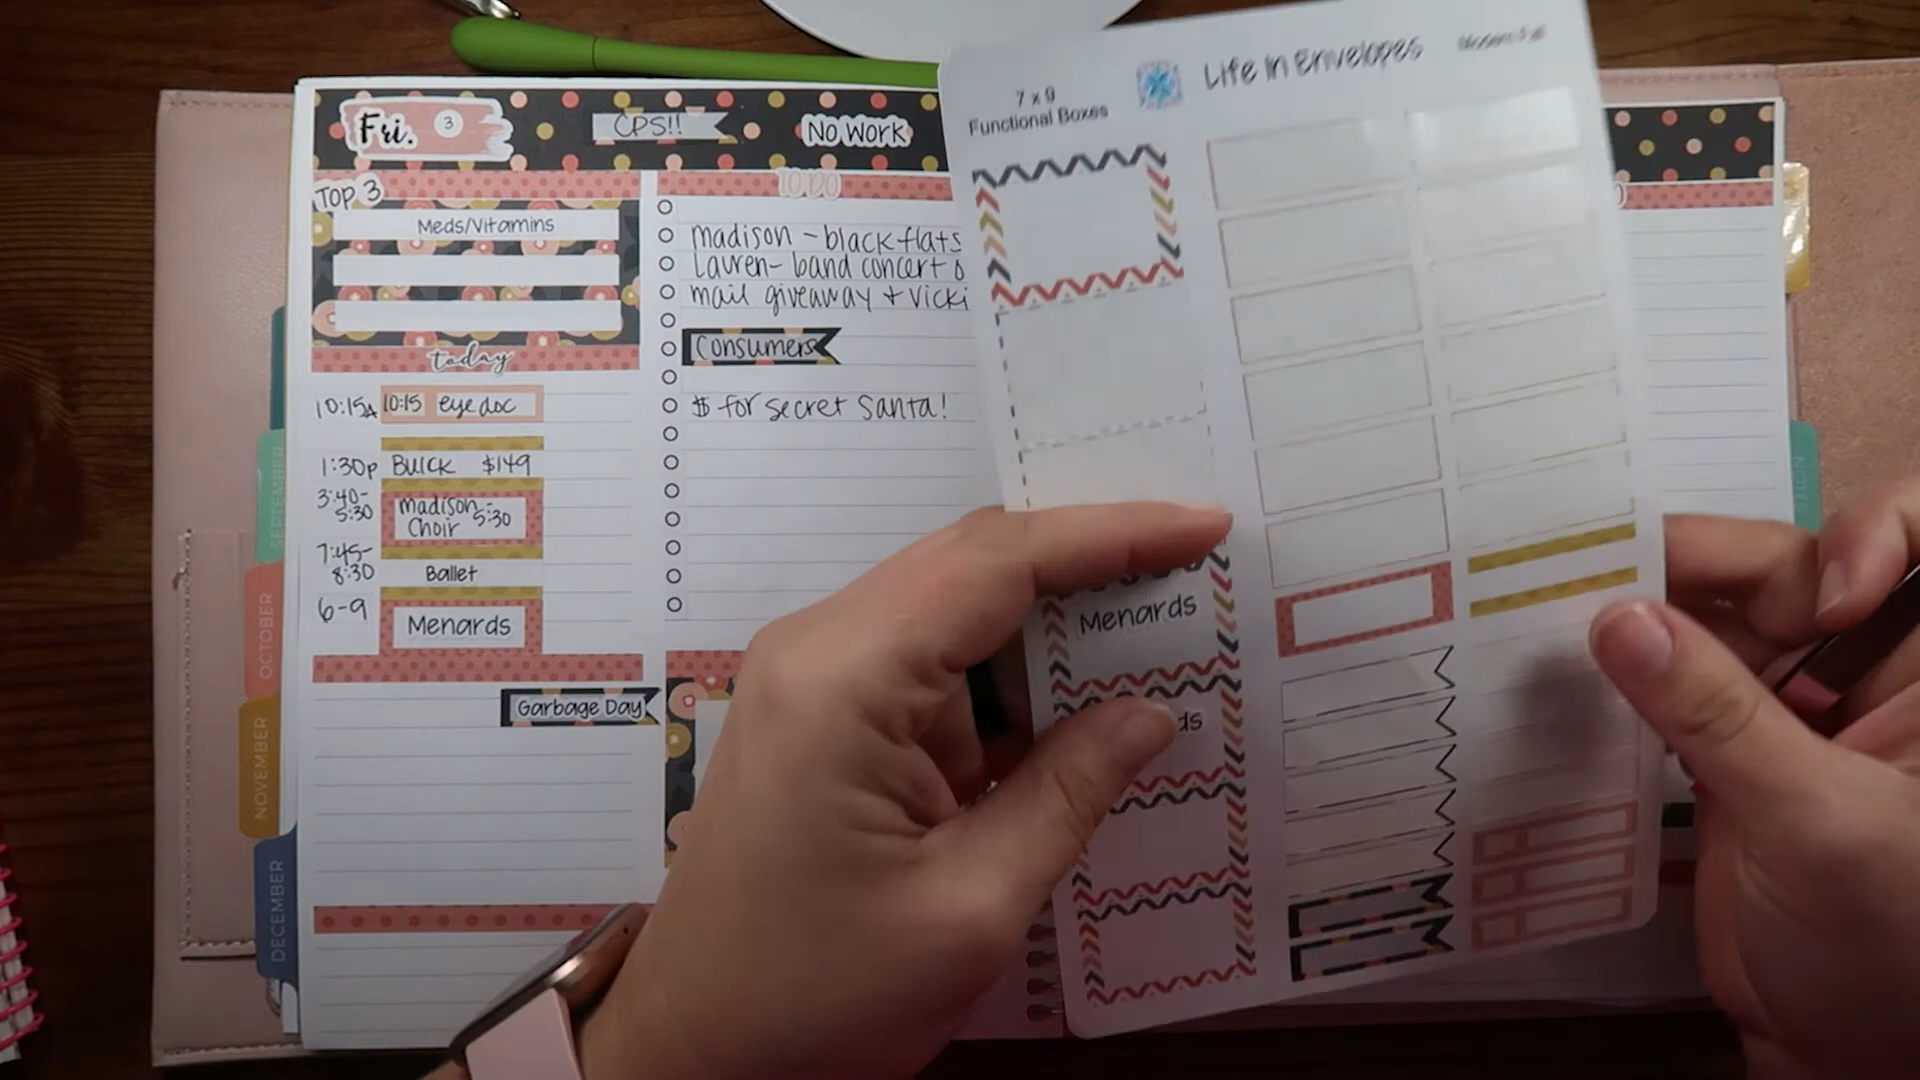 Fri.
3
CPS!!
No Work
TOP 3
TO DO
Meds/Vitamins
madison - black flats
Lauren- band concert
mail giveaway + Vicki
Consumers
$ for secret Santa!
today
10:15A
10:15 eye doc
1:30p
BUICK $149
3:40-
5:30
madison
Choir 5:30
7:45-
8:30
Ballet
6-9
Menards
Garbage Day
SEPTEMBER
OCTOBER
NOVEMBER
DECEMBER
7 x 9
Functional Boxes
Life in Envelopes
Menards